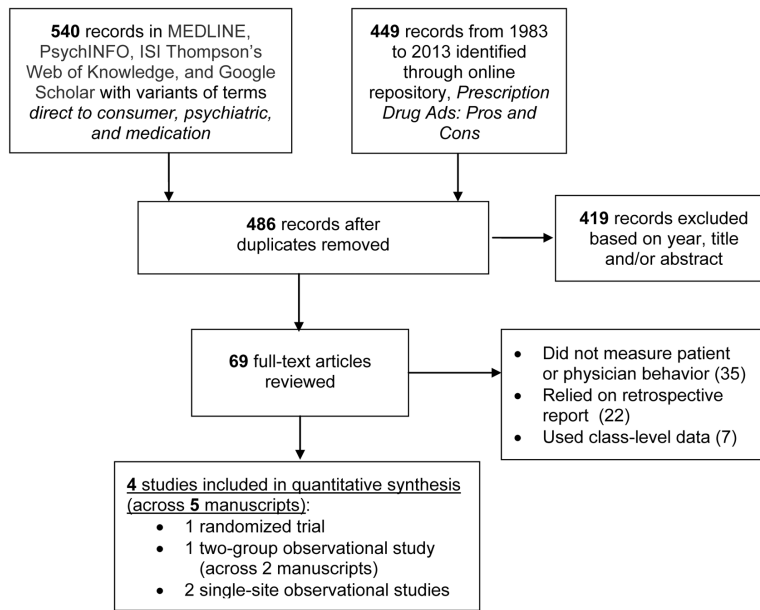 540 records in MEDLINE,
PsychINFO, ISI Thompson's
Web of Knowledge, and Google
Scholar with variants of terms
direct to consumer, psychiatric,
and medication
449 records from 1983
to 2013 identified
through online
repository, Prescription
Drug Ads: Pros and
Cons
486 records after
duplicates removed
419 records excluded
based on year, title
and/or abstract
69 full-text articles
reviewed
• Did not measure patient
or physician behavior (35)
• Relied on retrospective
report (22)
• Used class-level data (7)
4 studies included in quantitative synthesis
(across 5 manuscripts):
• 1 randomized trial
• 1 two-group observational study
(across 2 manuscripts)
• 2 single-site observational studies